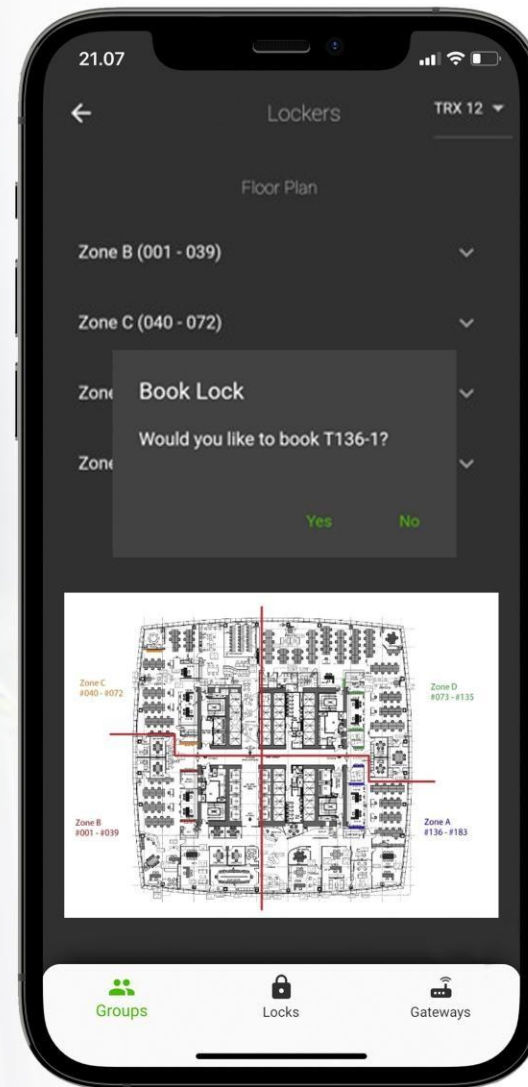 21.07
Lockers
TRX 12
Floor Plan
Zone B (001 - 039)
Zone C (040 - 072)
Zone
Book Lock
Would you like to book T136-1?
Zone
Yes
No
Zone C
#040 - #072
Zone D
#073 - #135
Zone B
#001 - #039
Zone A
#136 - #183
Groups
Locks
Gateways